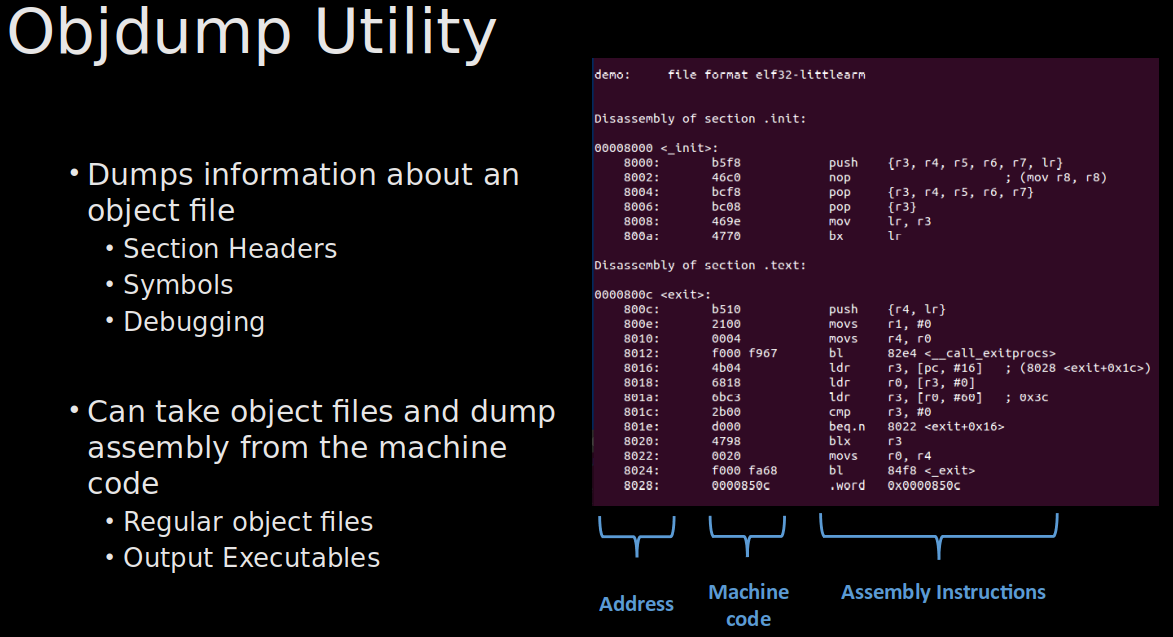 Objdump Utility
• Dumps information about an
object file
• Section Headers
• Symbols
• Debugging
• Can take object files and dump
assembly from the machine
code
• Regular object files
• Output Executables
demo:     file format elf32-littlearm
Disassembly of section .init:
00008000 <_init>:
8000:       b5f8            push    {r3, r4, r5, r6, r7, lr}
8002:       46c0            nop                     ; (mov r8, r8)
8004:       bcf8            pop     {r3, r4, r5, r6, r7}
8006:       bc08            pop     {r3}
8008:       469e            mov     lr, r3
800a:       4770            bx      lr
Disassembly of section .text:
0000800c <exit>:
800c:       b510            push    {r4, lr}
800e:       2100            movs    r1, #0
8010:       0004            movs    r4, r0
8012:       f000 f967       bl      82e4 <__call_exitprocs>
8016:       4b04            ldr     r3, [pc, #16]   ; (8028 <exit+0x1c>)
8018:       6818            ldr     r0, [r3, #0]
801a:       6bc3            ldr     r3, [r0, #60]   ; 0x3c
801c:       2b00            cmp     r3, #0
801e:       d000            beq.n   8022 <exit+0x16>
8020:       4798            blx     r3
8022:       0020            movs    r0, r4
8024:       f000 fa68       bl      84f8 <_exit>
8028:       0000850c        .word   0x0000850c
Address
Machine
code
Assembly Instructions